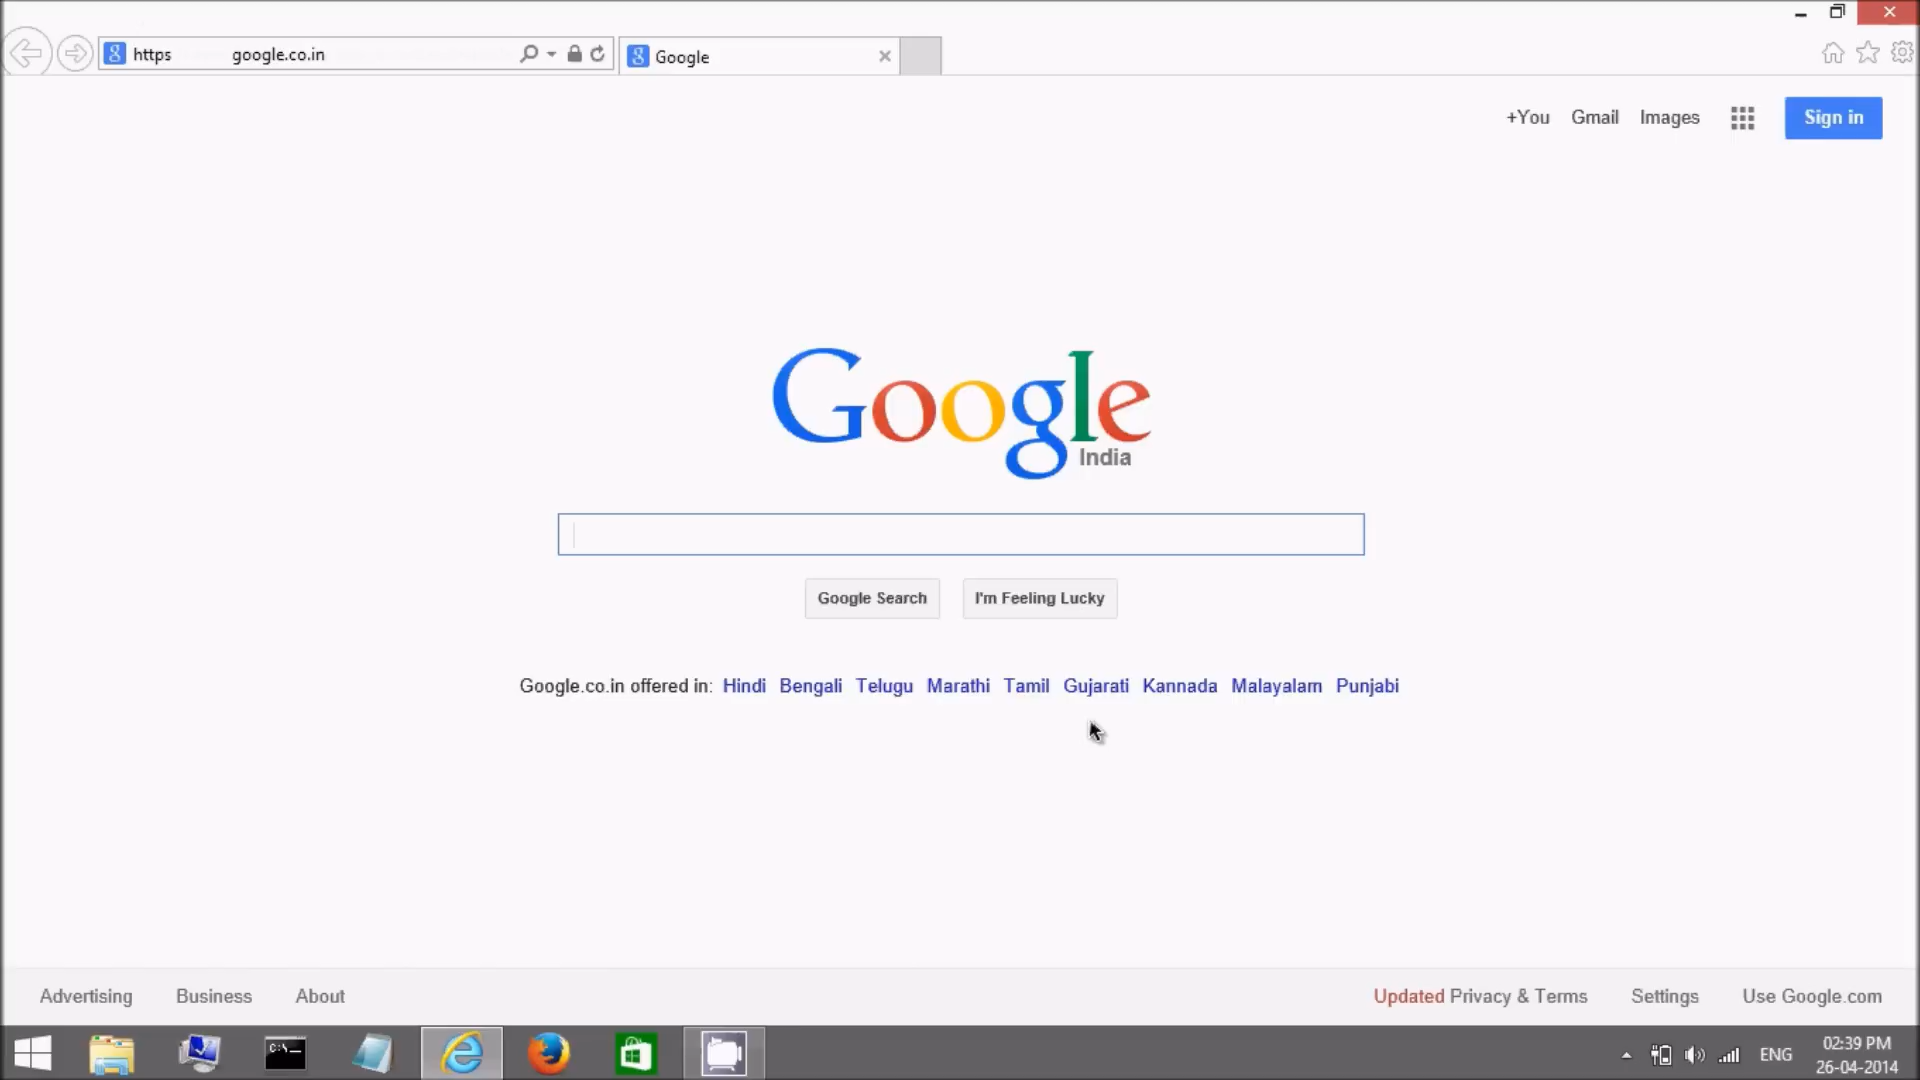 https google.co.in
Google
+You Gmail Images Sign in
Google
India
Google Search I'm Feeling Lucky
Google.co.in offered in: Hindi Bengali Telugu Marathi Tamil Gujarati Kannada Malayalam Punjabi
Advertising Business About Updated Privacy & Terms Settings Use Google.com
C:\
ENG
02:39 PM
26-04-2014